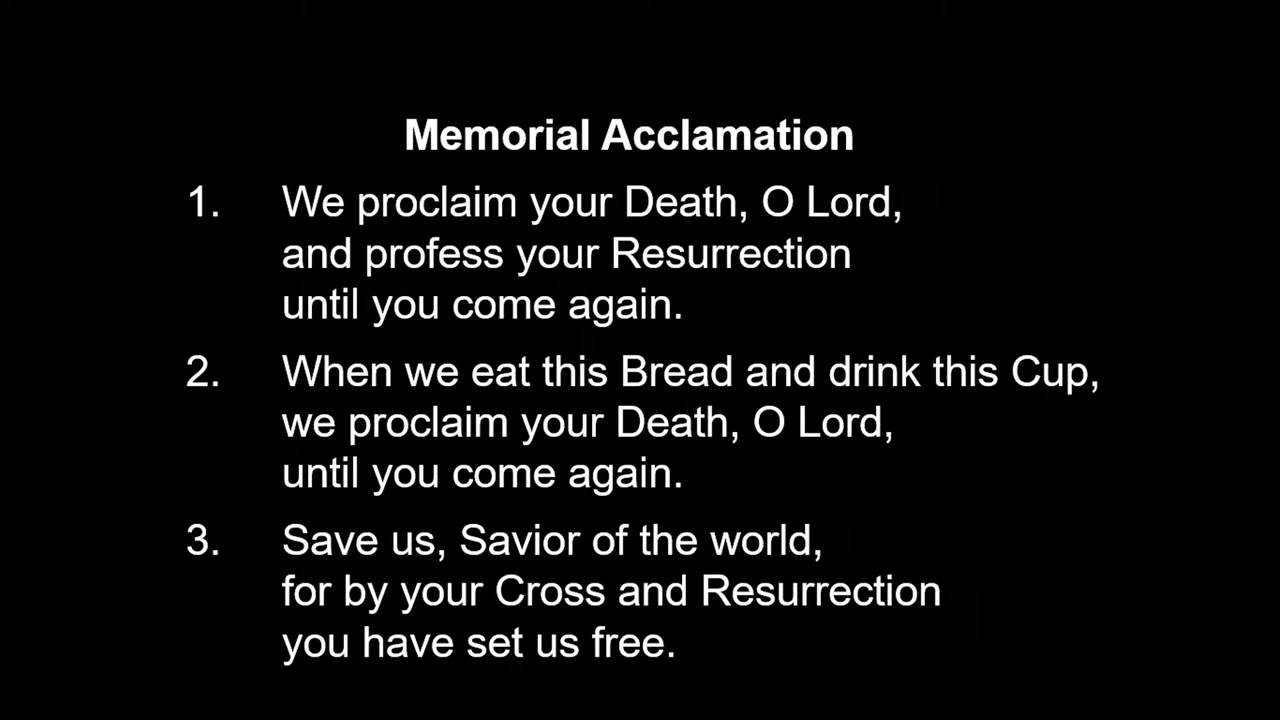 Memorial Acclamation
1. We proclaim your Death, O Lord,
and profess your Resurrection
until you come again.
2. When we eat this Bread and drink this Cup,
we proclaim your Death, O Lord,
until you come again.
3. Save us, Savior of the world,
for by your Cross and Resurrection
you have set us free.